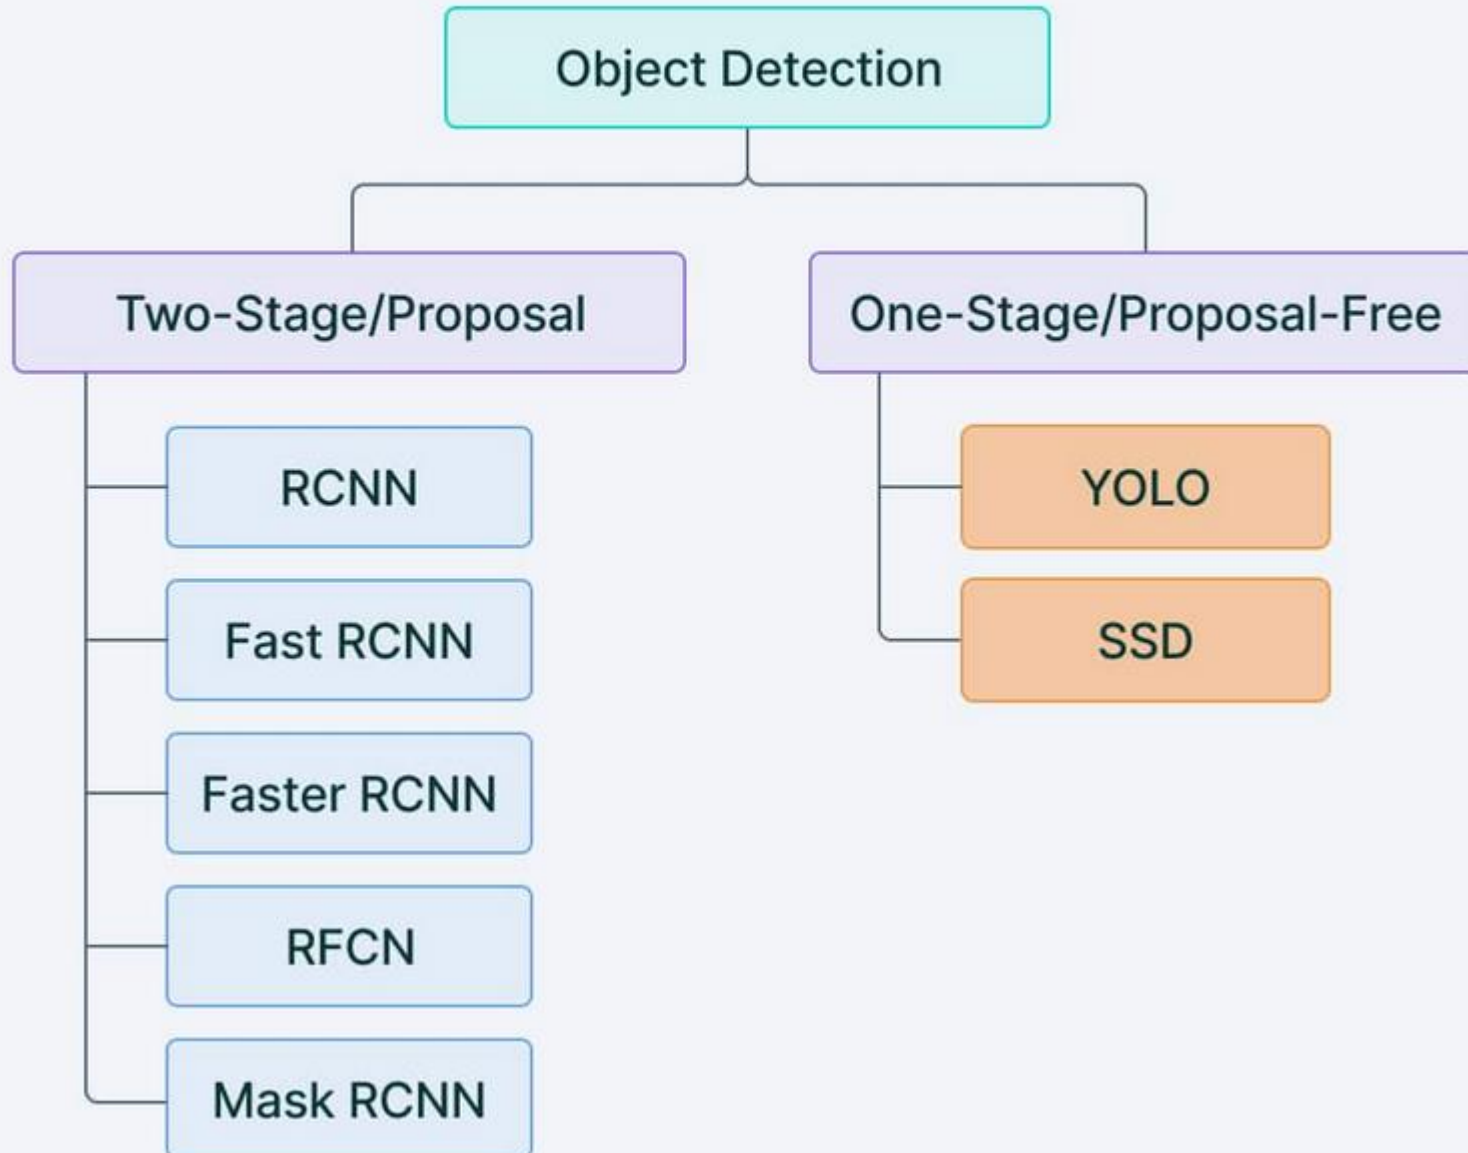 Object Detection
Two-Stage/Proposal
RCNN
Fast RCNN
Faster RCNN
RFCN
Mask RCNN
One-Stage/Proposal-Free
YOLO
SSD